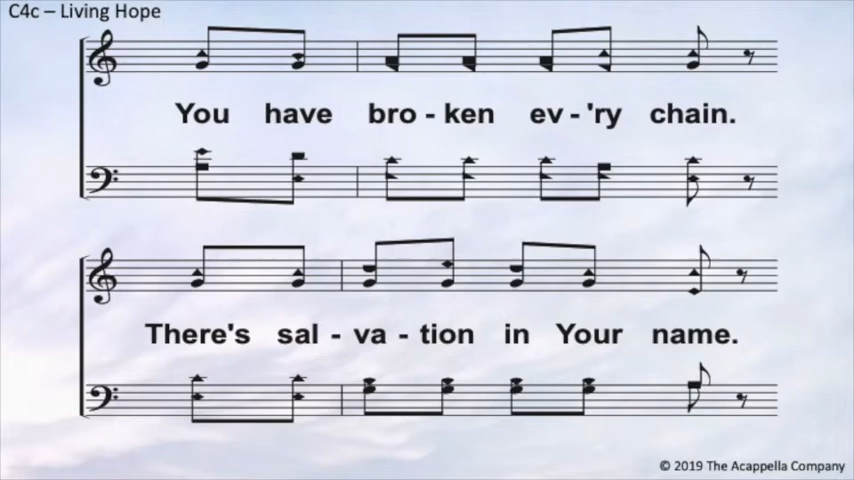 C4c – Living Hope
You have bro - ken ev - 'ry chain.
There's sal - va - tion in Your name.
© 2019 The Acappella Company